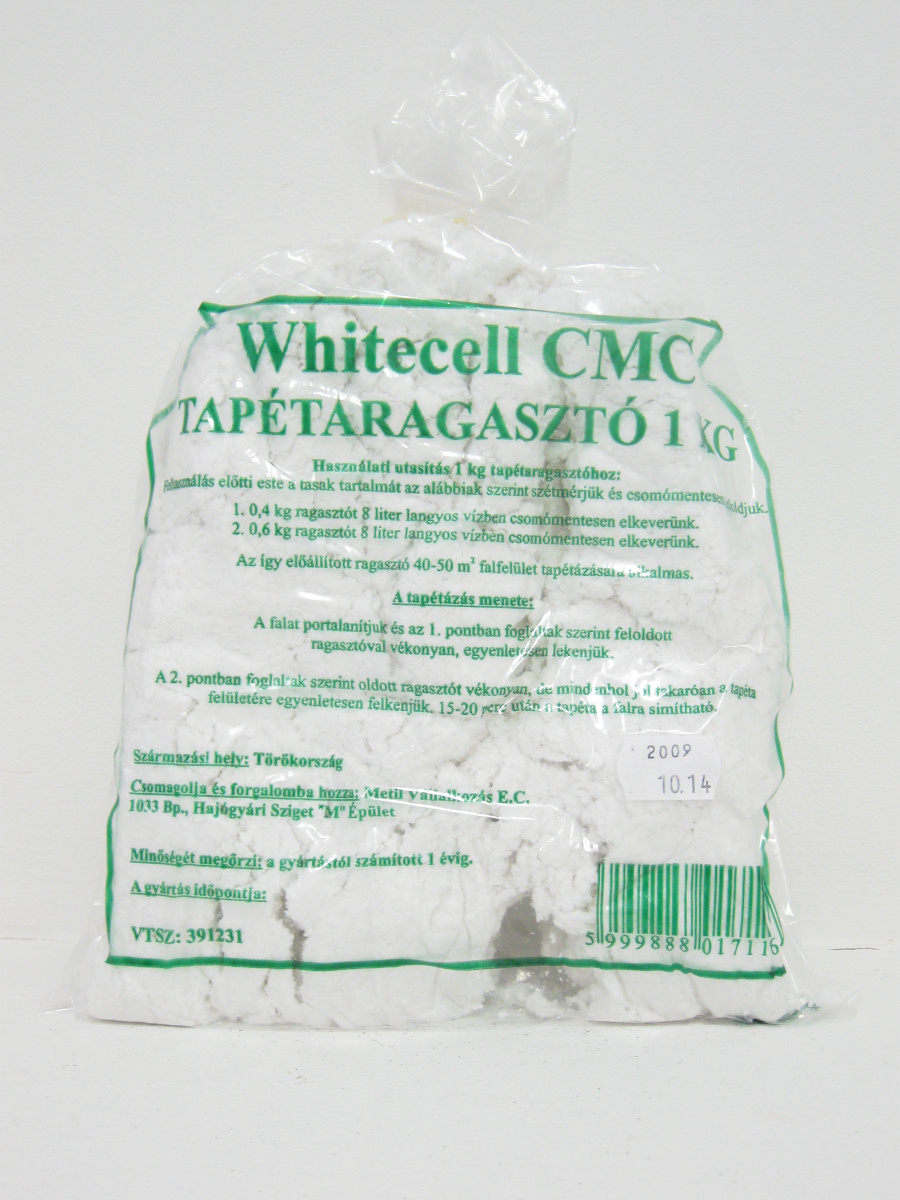 Whitecell CMC
TAPÉTARAGASZTÓ 1 KG
Használati utasítás 1 kg tapétaragasztóhoz:
Felhasználás előtti este a tasak tartalmát az alábbiak szerint szétmérjük és csomómentesen feloldjuk.
1. 0,4 kg ragasztót 8 liter langyos vízben csomómentesen elkeverünk.
2. 0,6 kg ragasztót 8 liter langyos vízben csomómentesen elkeverünk.
Az így előállított ragasztó 40-50 m² falfelület tapétázására alkalmas.
A tapétázás menete:
A falat portalanítjuk és az 1. pontban foglaltak szerint feloldott
ragasztóval vékonyan, egyenletesen lekenjük.
A 2. pontban foglaltak szerint oldott ragasztót vékonyan, de mindenhol jól takaróan a tapéta
felületére egyenletesen felkenjük. 15-20 perc után a tapéta a falra simítható.
Származási hely: Törökország
Csomagolja és forgalomba hozza: Metil Vállalkozás E.C.
1033 Bp., Hajógyári Sziget "M" Épület
2009
10.14
Minőségét megőrzi: a gyártástól számított 1 évig.
A gyártás időpontja:
VTSZ: 391231
5 999888 017116